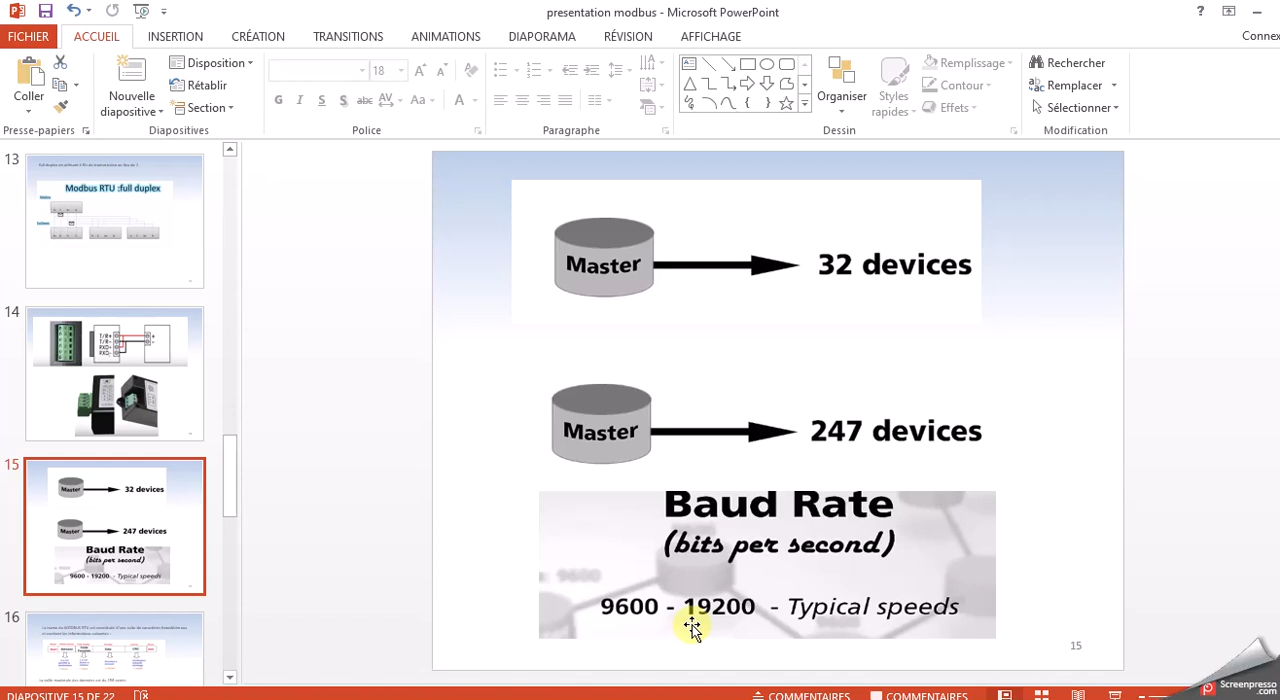 presentation modbus - Microsoft PowerPoint
FICHIER ACCUEIL INSERTION CRÉATION TRANSITIONS ANIMATIONS DIAPORAMA RÉVISION AFFICHAGE Connex
Coller
Presse-papiers
Nouvelle
diapositive
Disposition
Rétablir
Section
Diapositives
18
G I S S abc AV Aa A
Police
Paragraphe
Organiser
Styles
rapides
Remplissage
Contour
Effets
Dessin
Rechercher
Remplacer
Sélectionner
Modification
13
Modbus RTU :full duplex
14
15
Master 32 devices
Master 247 devices
Baud Rate
(bits per second)
9600 - 19200 - Typical speeds
16
Master 32 devices
Master 247 devices
Baud Rate
(bits per second)
9600 - 19200 - Typical speeds
15
DIAPOSITIVE 15 DE 22
COMMENTAIRES
COMMENTAIRES
Screenpresso
.com